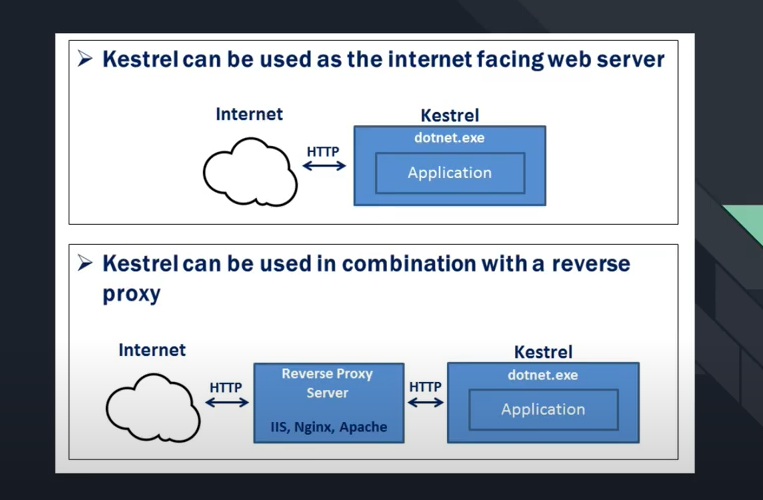 Kestrel can be used as the internet facing web server
Internet
Kestrel
HTTP
dotnet.exe
Application
Kestrel can be used in combination with a reverse
proxy
Internet
Kestrel
HTTP
Reverse Proxy
Server
IIS, Nginx, Apache
HTTP
dotnet.exe
Application